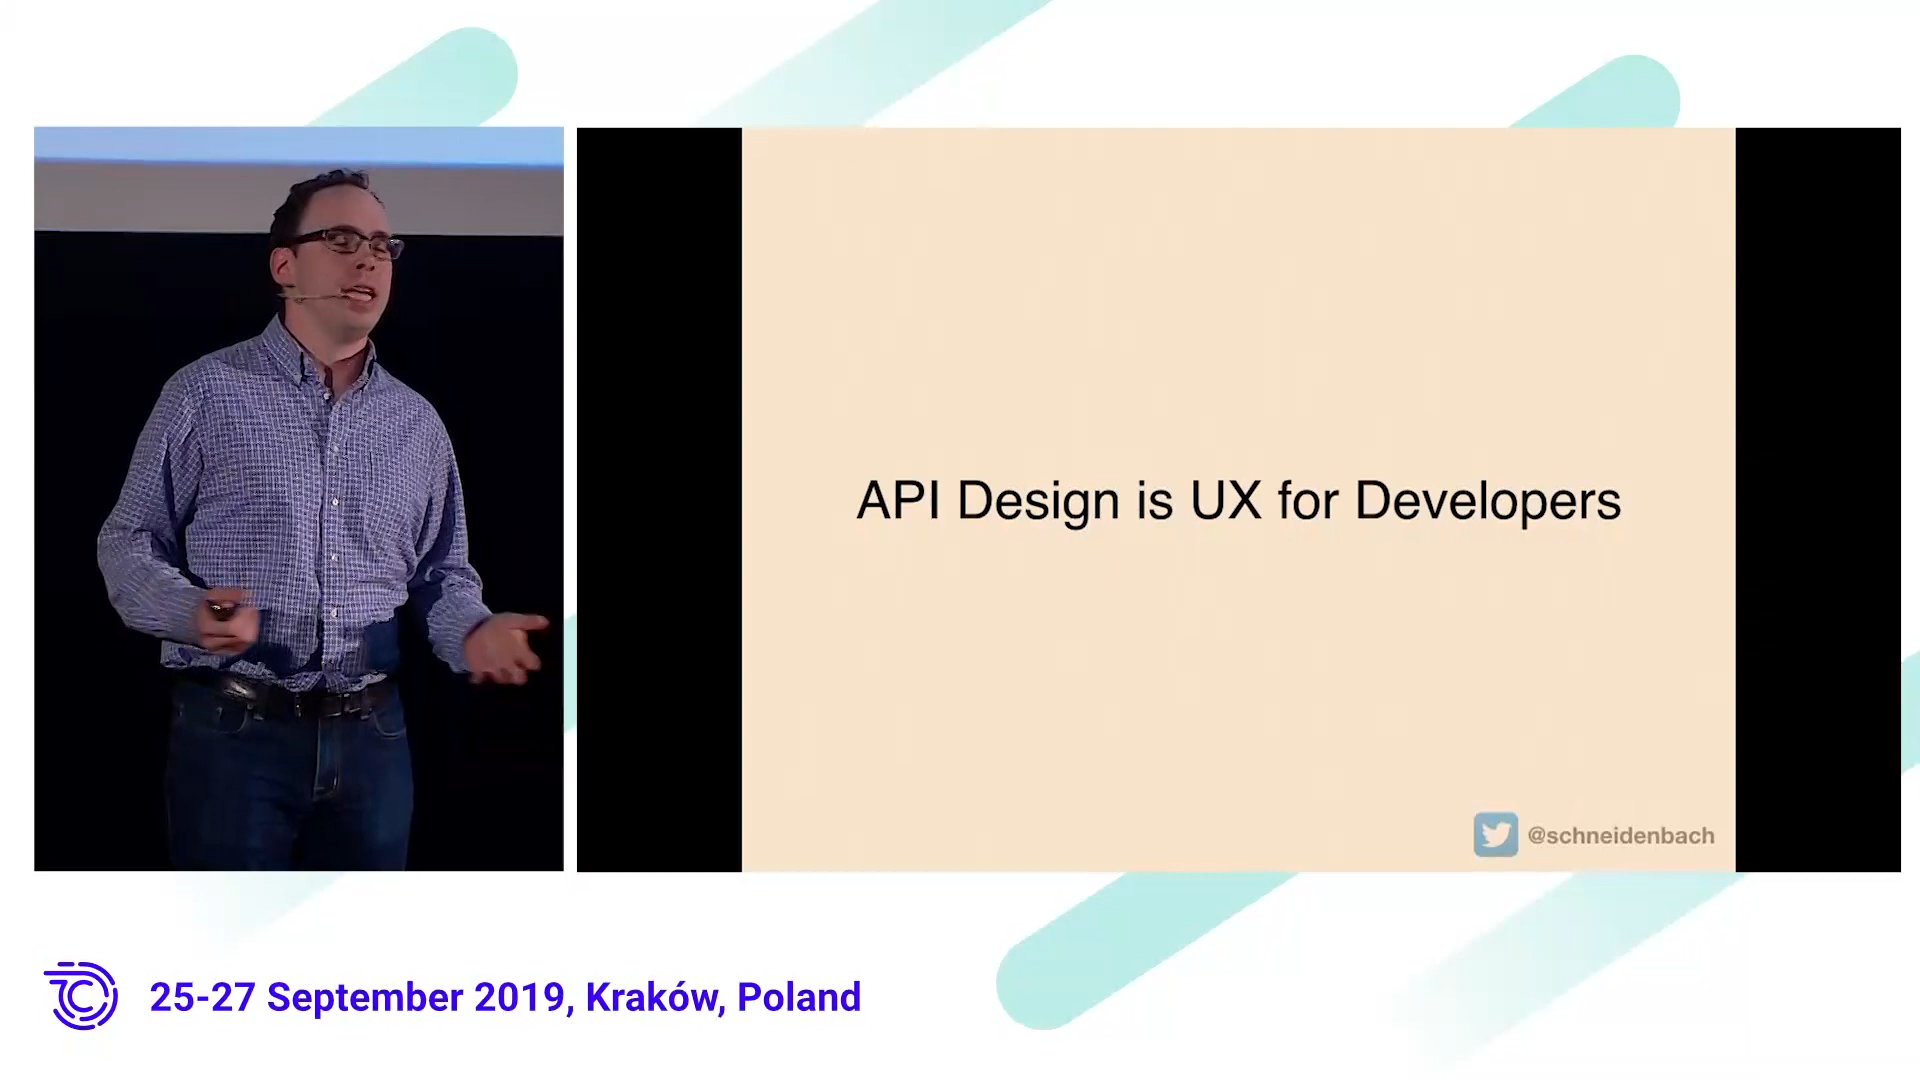 API Design is UX for Developers
@schneidenbach
25-27 September 2019, Kraków, Poland